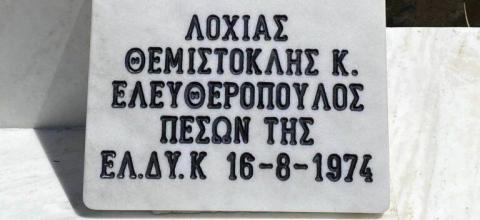 ΛΟΧΙΑΣ
ΘΕΜΙΣΤΟΚΛΗΣ Κ.
ΕΛΕΥΘΕΡΟΠΟΥΛΟΣ
ΠΕΣΩΝ ΤΗΣ
ΕΛ.ΔΥ.Κ 16-8-1974